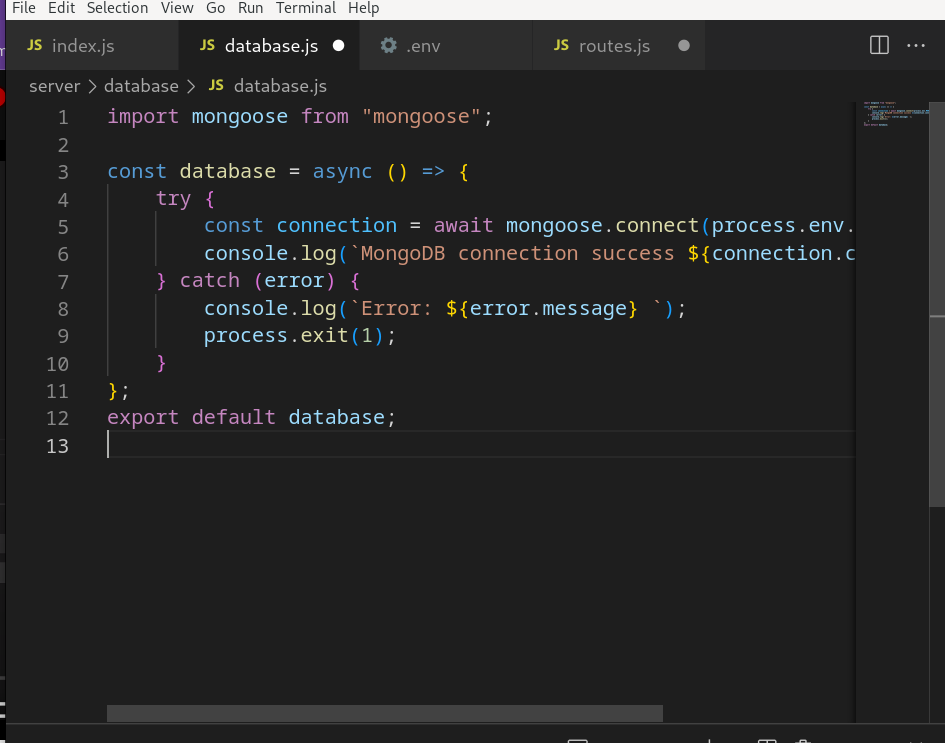 File Edit Selection View Go Run Terminal Help
JS index.js JS database.js .env JS routes.js
server > database > JS database.js
1 import mongoose from "mongoose";
2
3 const database = async () => {
4 try {
5 const connection = await mongoose.connect(process.env.
6 console.log(`MongoDB connection success ${connection.c
7 } catch (error) {
8 console.log(`Error: ${error.message} `);
9 process.exit(1);
10 }
11 };
12 export default database;
13